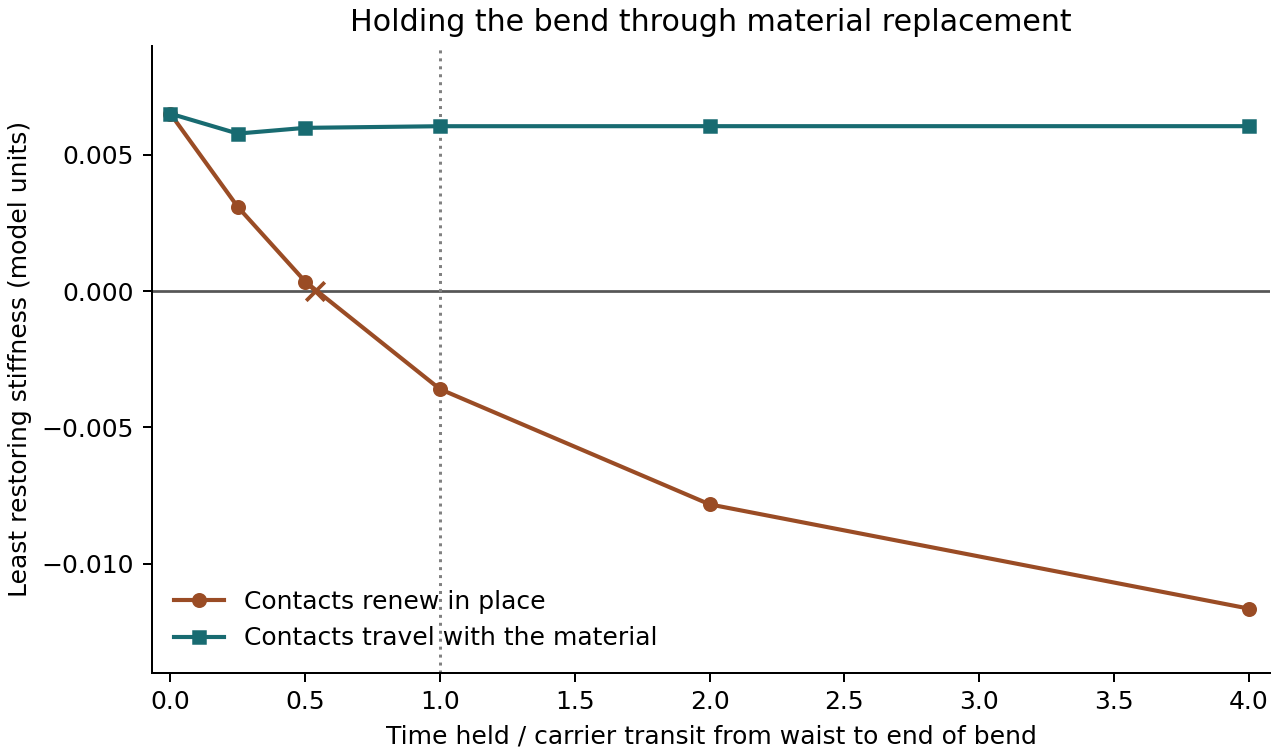 Holding the bend through material replacement
Least restoring stiffness (model units)
0.005
0.000
−0.005
−0.010
Contacts renew in place
Contacts travel with the material
0.0 0.5 1.0 1.5 2.0 2.5 3.0 3.5 4.0
Time held / carrier transit from waist to end of bend